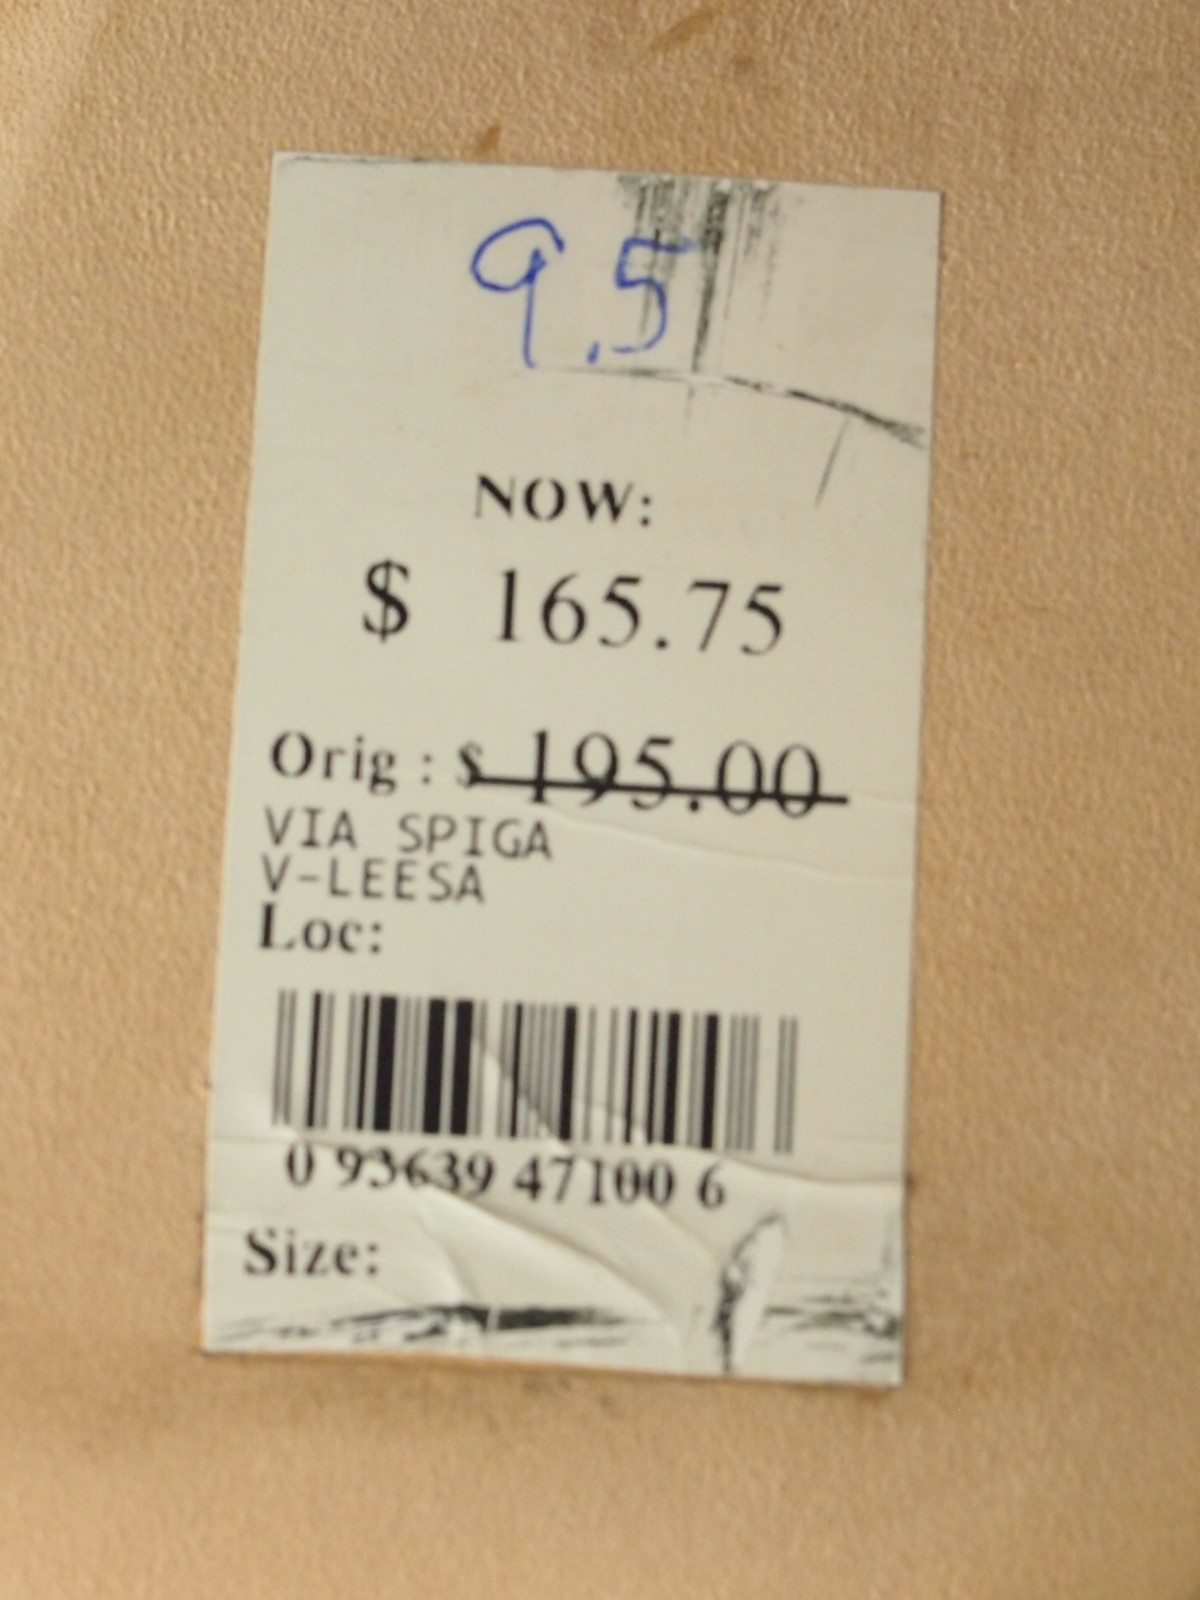 9.5
NOW:
$ 165.75
Orig : $ 195.00
VIA SPIGA
V-LEESA
Loc:
0 93639 47100 6
Size: